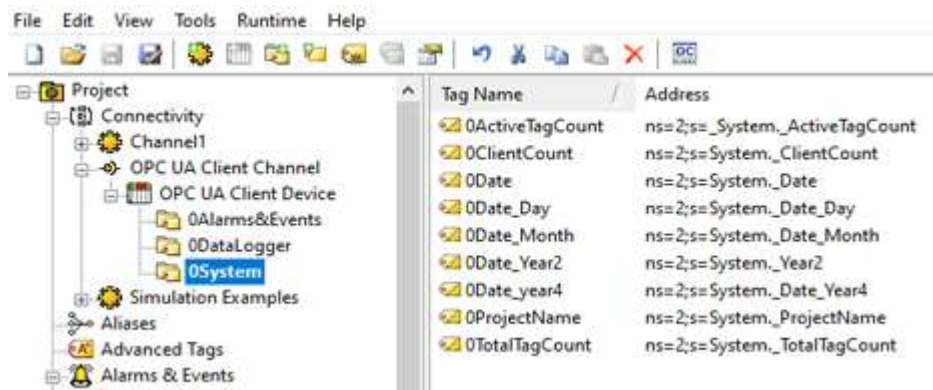 File Edit View Tools Runtime Help
Project
Connectivity
Channel1
OPC UA Client Channel
OPC UA Client Device
0Alarms&Events
0DataLogger
0System
Simulation Examples
Aliases
Advanced Tags
Alarms & Events
Tag Name / Address
0ActiveTagCount ns=2;s=_System._ActiveTagCount
0ClientCount ns=2;s=System._ClientCount
0Date ns=2;s=System._Date
0Date_Day ns=2;s=System._Date_Day
0Date_Month ns=2;s=System._Date_Month
0Date_Year2 ns=2;s=System._Year2
0Date_year4 ns=2;s=System._Date_Year4
0ProjectName ns=2;s=System._ProjectName
0TotalTagCount ns=2;s=System._TotalTagCount